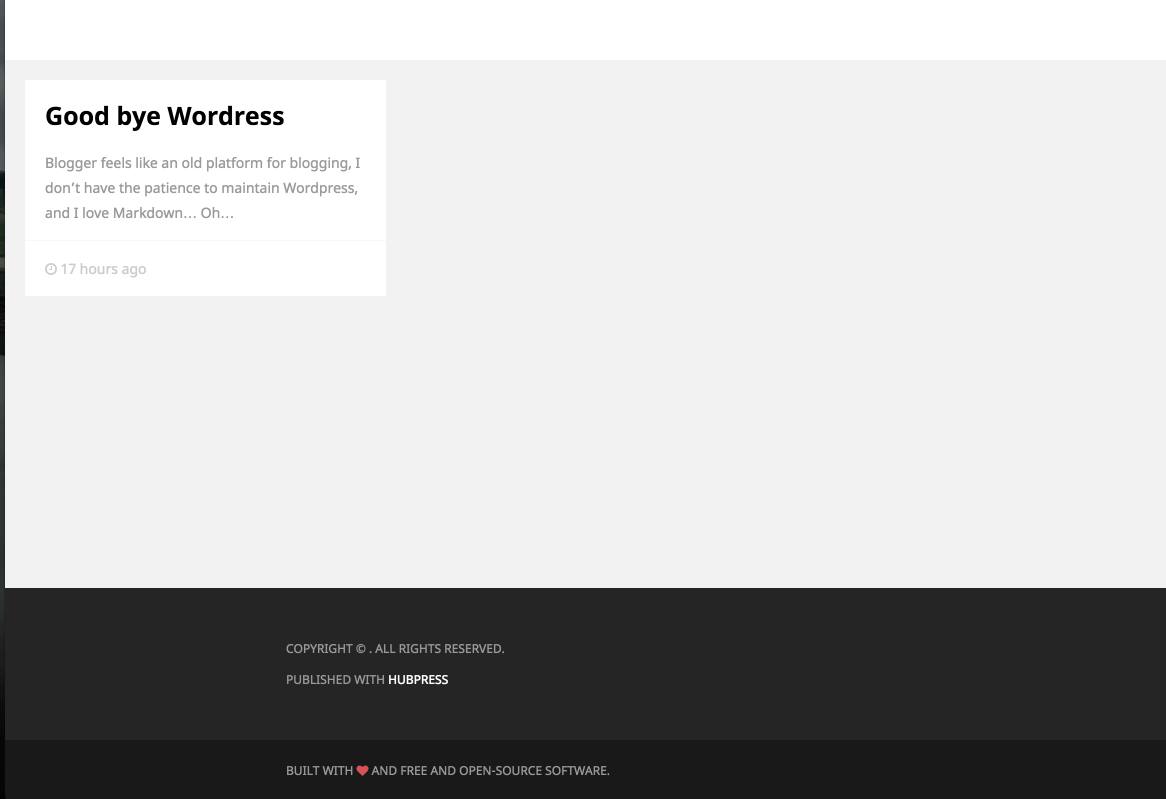 Good bye Wordress
Blogger feels like an old platform for blogging, I
don’t have the patience to maintain Wordpress,
and I love Markdown… Oh…
17 hours ago
COPYRIGHT © . ALL RIGHTS RESERVED.
PUBLISHED WITH HUBPRESS
BUILT WITH ❤ AND FREE AND OPEN-SOURCE SOFTWARE.